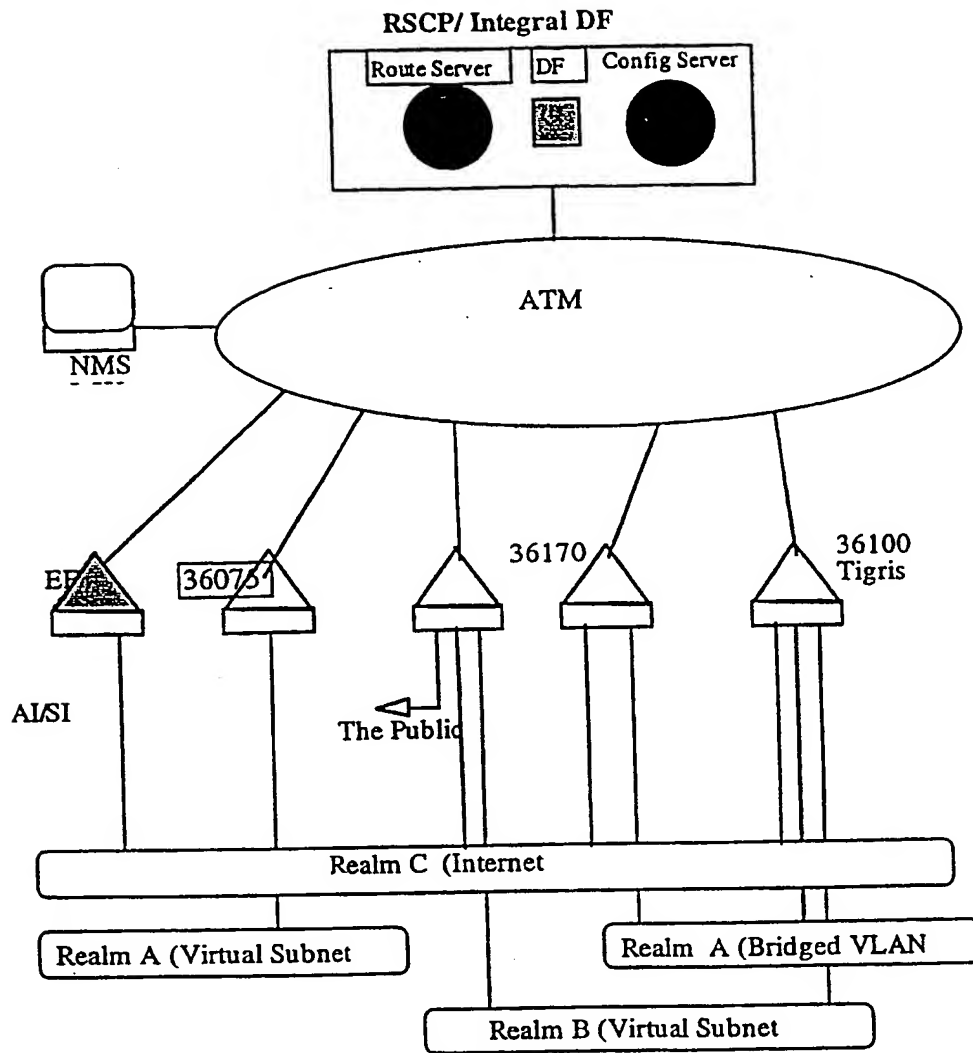 RSCP/ Integral DF
Route Server
DF
Config Server
ATM
NMS
36075
36170
36100
Tigris
AI/SI
The Public
Realm C (Internet
Realm A (Virtual Subnet
Realm A (Bridged VLAN
Realm B (Virtual Subnet